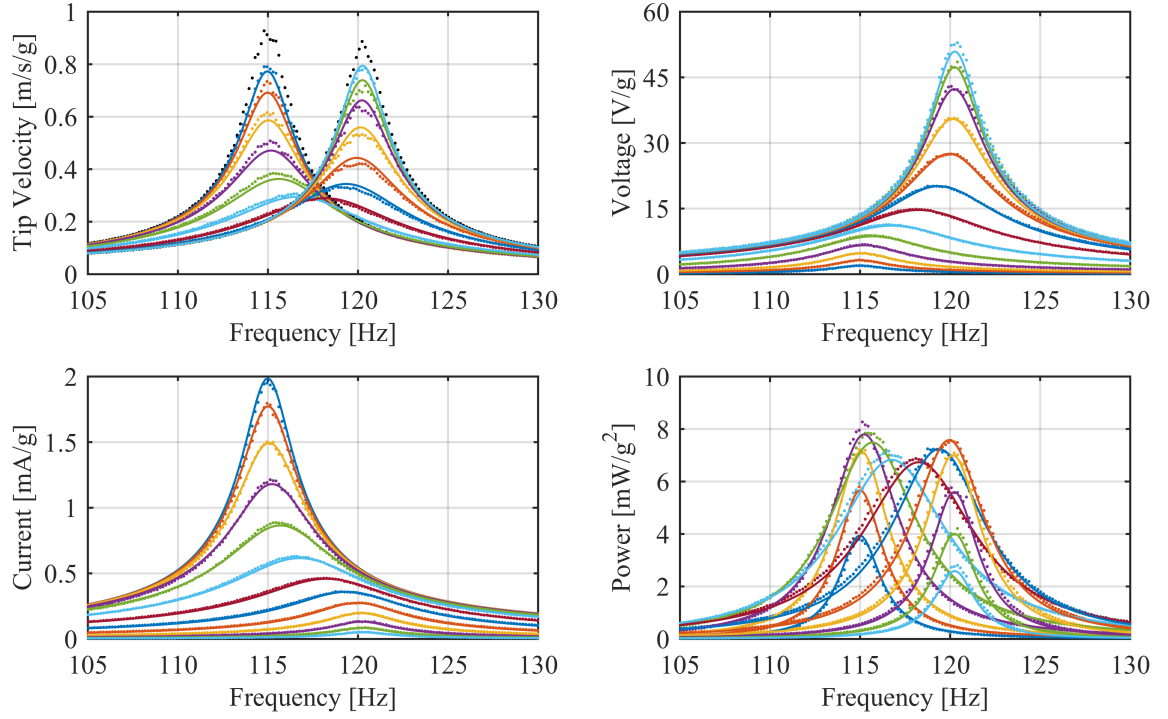 1
0.8
0.6
0.4
0.2
0
Tip Velocity [m/s/g]
105 110 115 120 125 130
Frequency [Hz]
60
45
30
15
0
Voltage [V/g]
105 110 115 120 125 130
Frequency [Hz]
2
1.5
1
0.5
0
Current [mA/g]
105 110 115 120 125 130
Frequency [Hz]
10
8
6
4
2
0
Power [mW/g²]
105 110 115 120 125 130
Frequency [Hz]